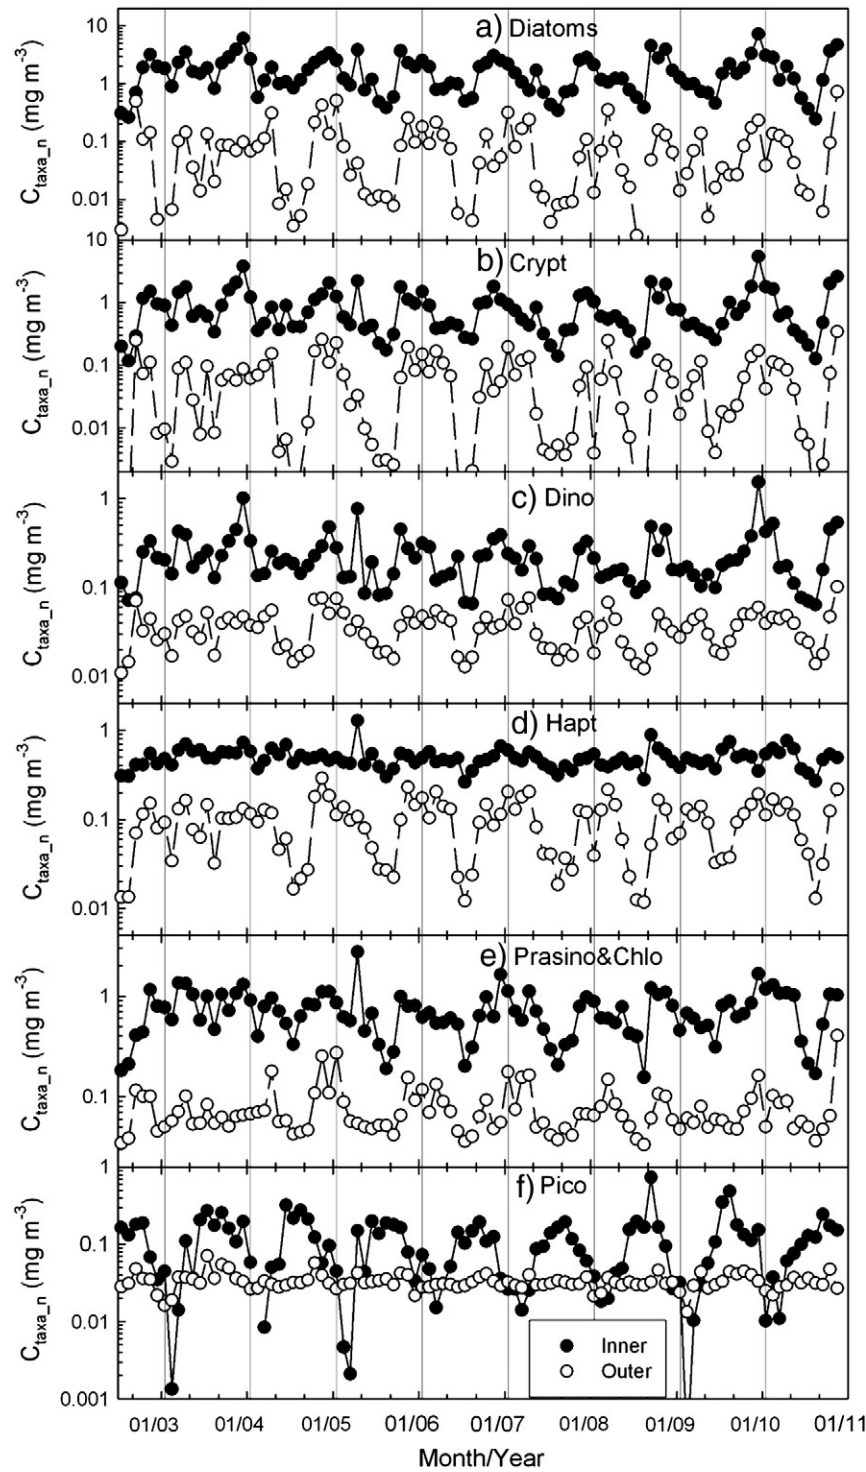 a) Diatoms
10
1
0.1
0.01
C_taxa_n (mg m⁻³)
b) Crypt
10
1
0.1
0.01
C_taxa_n (mg m⁻³)
c) Dino
1
0.1
0.01
C_taxa_n (mg m⁻³)
d) Hapt
1
0.1
0.01
C_taxa_n (mg m⁻³)
e) Prasino&Chlo
1
0.1
C_taxa_n (mg m⁻³)
f) Pico
1
0.1
0.01
0.001
C_taxa_n (mg m⁻³)
Inner
Outer
01/03 01/04 01/05 01/06 01/07 01/08 01/09 01/10 01/11
Month/Year